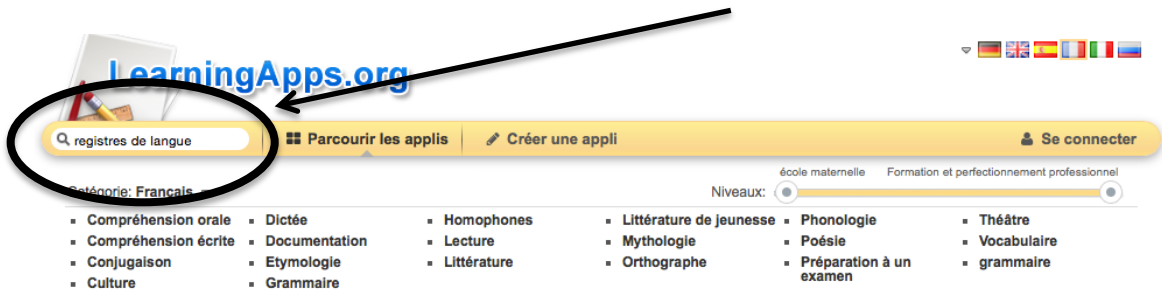 LearningApps.org
registres de langue
Parcourir les applis
Créer une appli
Se connecter
Catégorie: Français
Niveaux:
école maternelle
Formation et perfectionnement professionnel
Compréhension orale
Compréhension écrite
Conjugaison
Culture
Dictée
Documentation
Etymologie
Grammaire
Homophones
Lecture
Littérature
Littérature de jeunesse
Mythologie
Orthographe
Phonologie
Poésie
Préparation à un
examen
Théâtre
Vocabulaire
grammaire